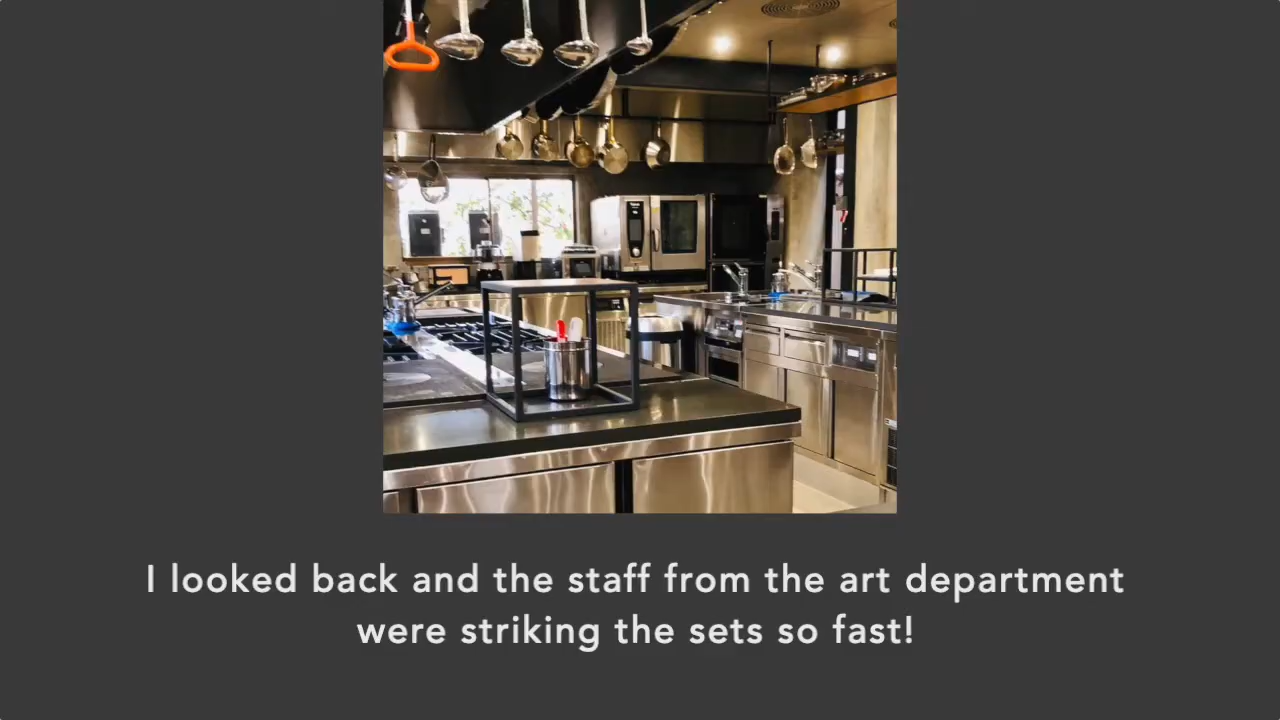 I looked back and the staff from the art department
were striking the sets so fast!